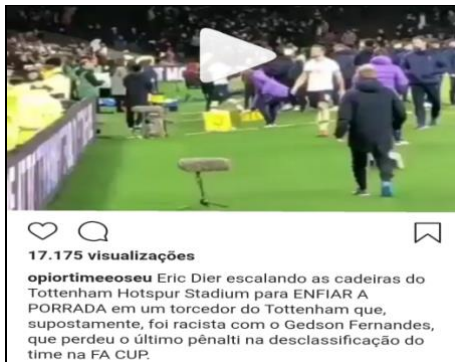 17.175 visualizações
opiortimeeoseu Eric Dier escalando as cadeiras do
Tottenham Hotspur Stadium para ENFIAR A
PORRADA em um torcedor do Tottenham que,
supostamente, foi racista com o Gedson Fernandes,
que perdeu o último pênalti na desclassificação do
time na FA CUP.